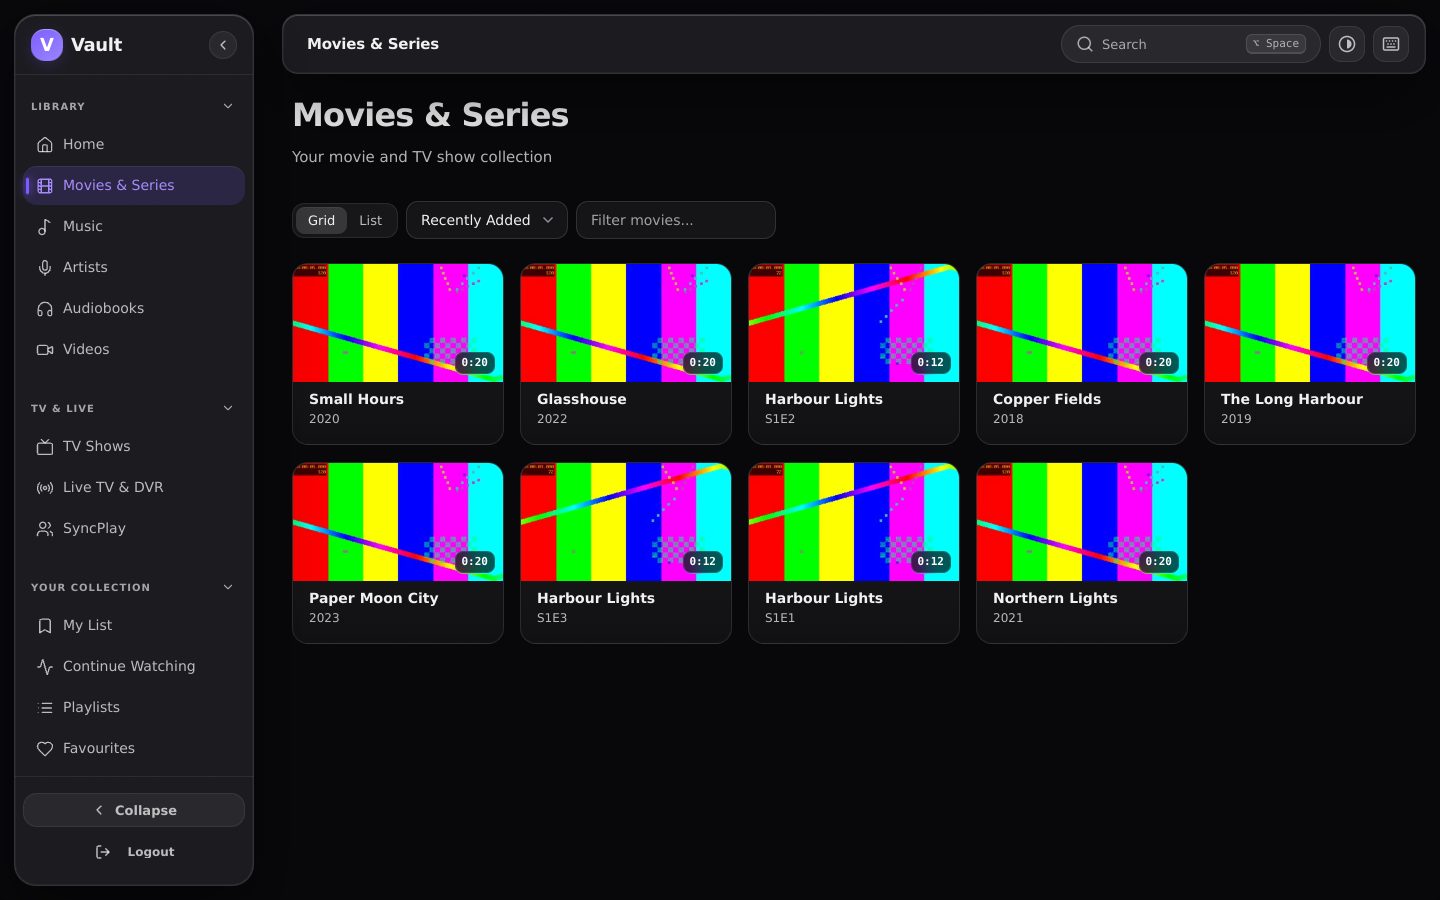 V Vault
LIBRARY
Home
Movies & Series
Music
Artists
Audiobooks
Videos
TV & LIVE
TV Shows
Live TV & DVR
SyncPlay
YOUR COLLECTION
My List
Continue Watching
Playlists
Favourites
Collapse
Logout
Movies & Series
Search
⌥ Space
Movies & Series
Your movie and TV show collection
Grid
List
Recently Added
Filter movies...
0:20
Small Hours
2020
0:20
Glasshouse
2022
0:12
Harbour Lights
S1E2
0:20
Copper Fields
2018
0:20
The Long Harbour
2019
0:20
Paper Moon City
2023
0:12
Harbour Lights
S1E3
0:12
Harbour Lights
S1E1
0:20
Northern Lights
2021